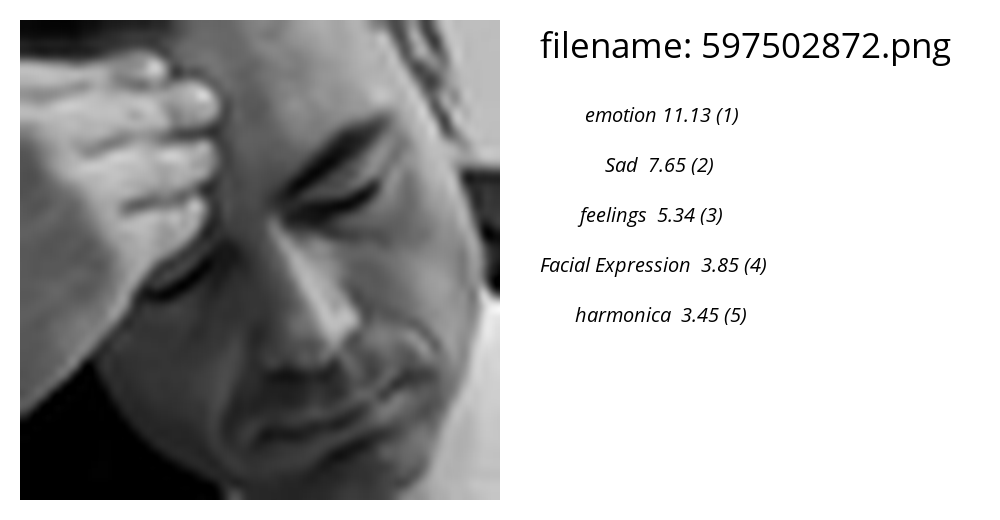 filename: 597502872.png
emotion 11.13 (1)
Sad 7.65 (2)
feelings 5.34 (3)
Facial Expression 3.85 (4)
harmonica 3.45 (5)